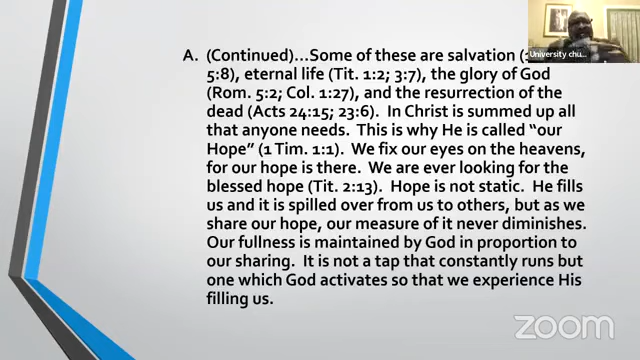 A. (Continued)...Some of these are salvation (
5:8), eternal life (Tit. 1:2; 3:7), the glory of God
(Rom. 5:2; Col. 1:27), and the resurrection of the
dead (Acts 24:15; 23:6). In Christ is summed up all
that anyone needs. This is why He is called “our
Hope” (1 Tim. 1:1). We fix our eyes on the heavens,
for our hope is there. We are ever looking for the
blessed hope (Tit. 2:13). Hope is not static. He fills
us and it is spilled over from us to others, but as we
share our hope, our measure of it never diminishes.
Our fullness is maintained by God in proportion to
our sharing. It is not a tap that constantly runs but
one which God activates so that we experience His
filling us.
University chu...
zoom